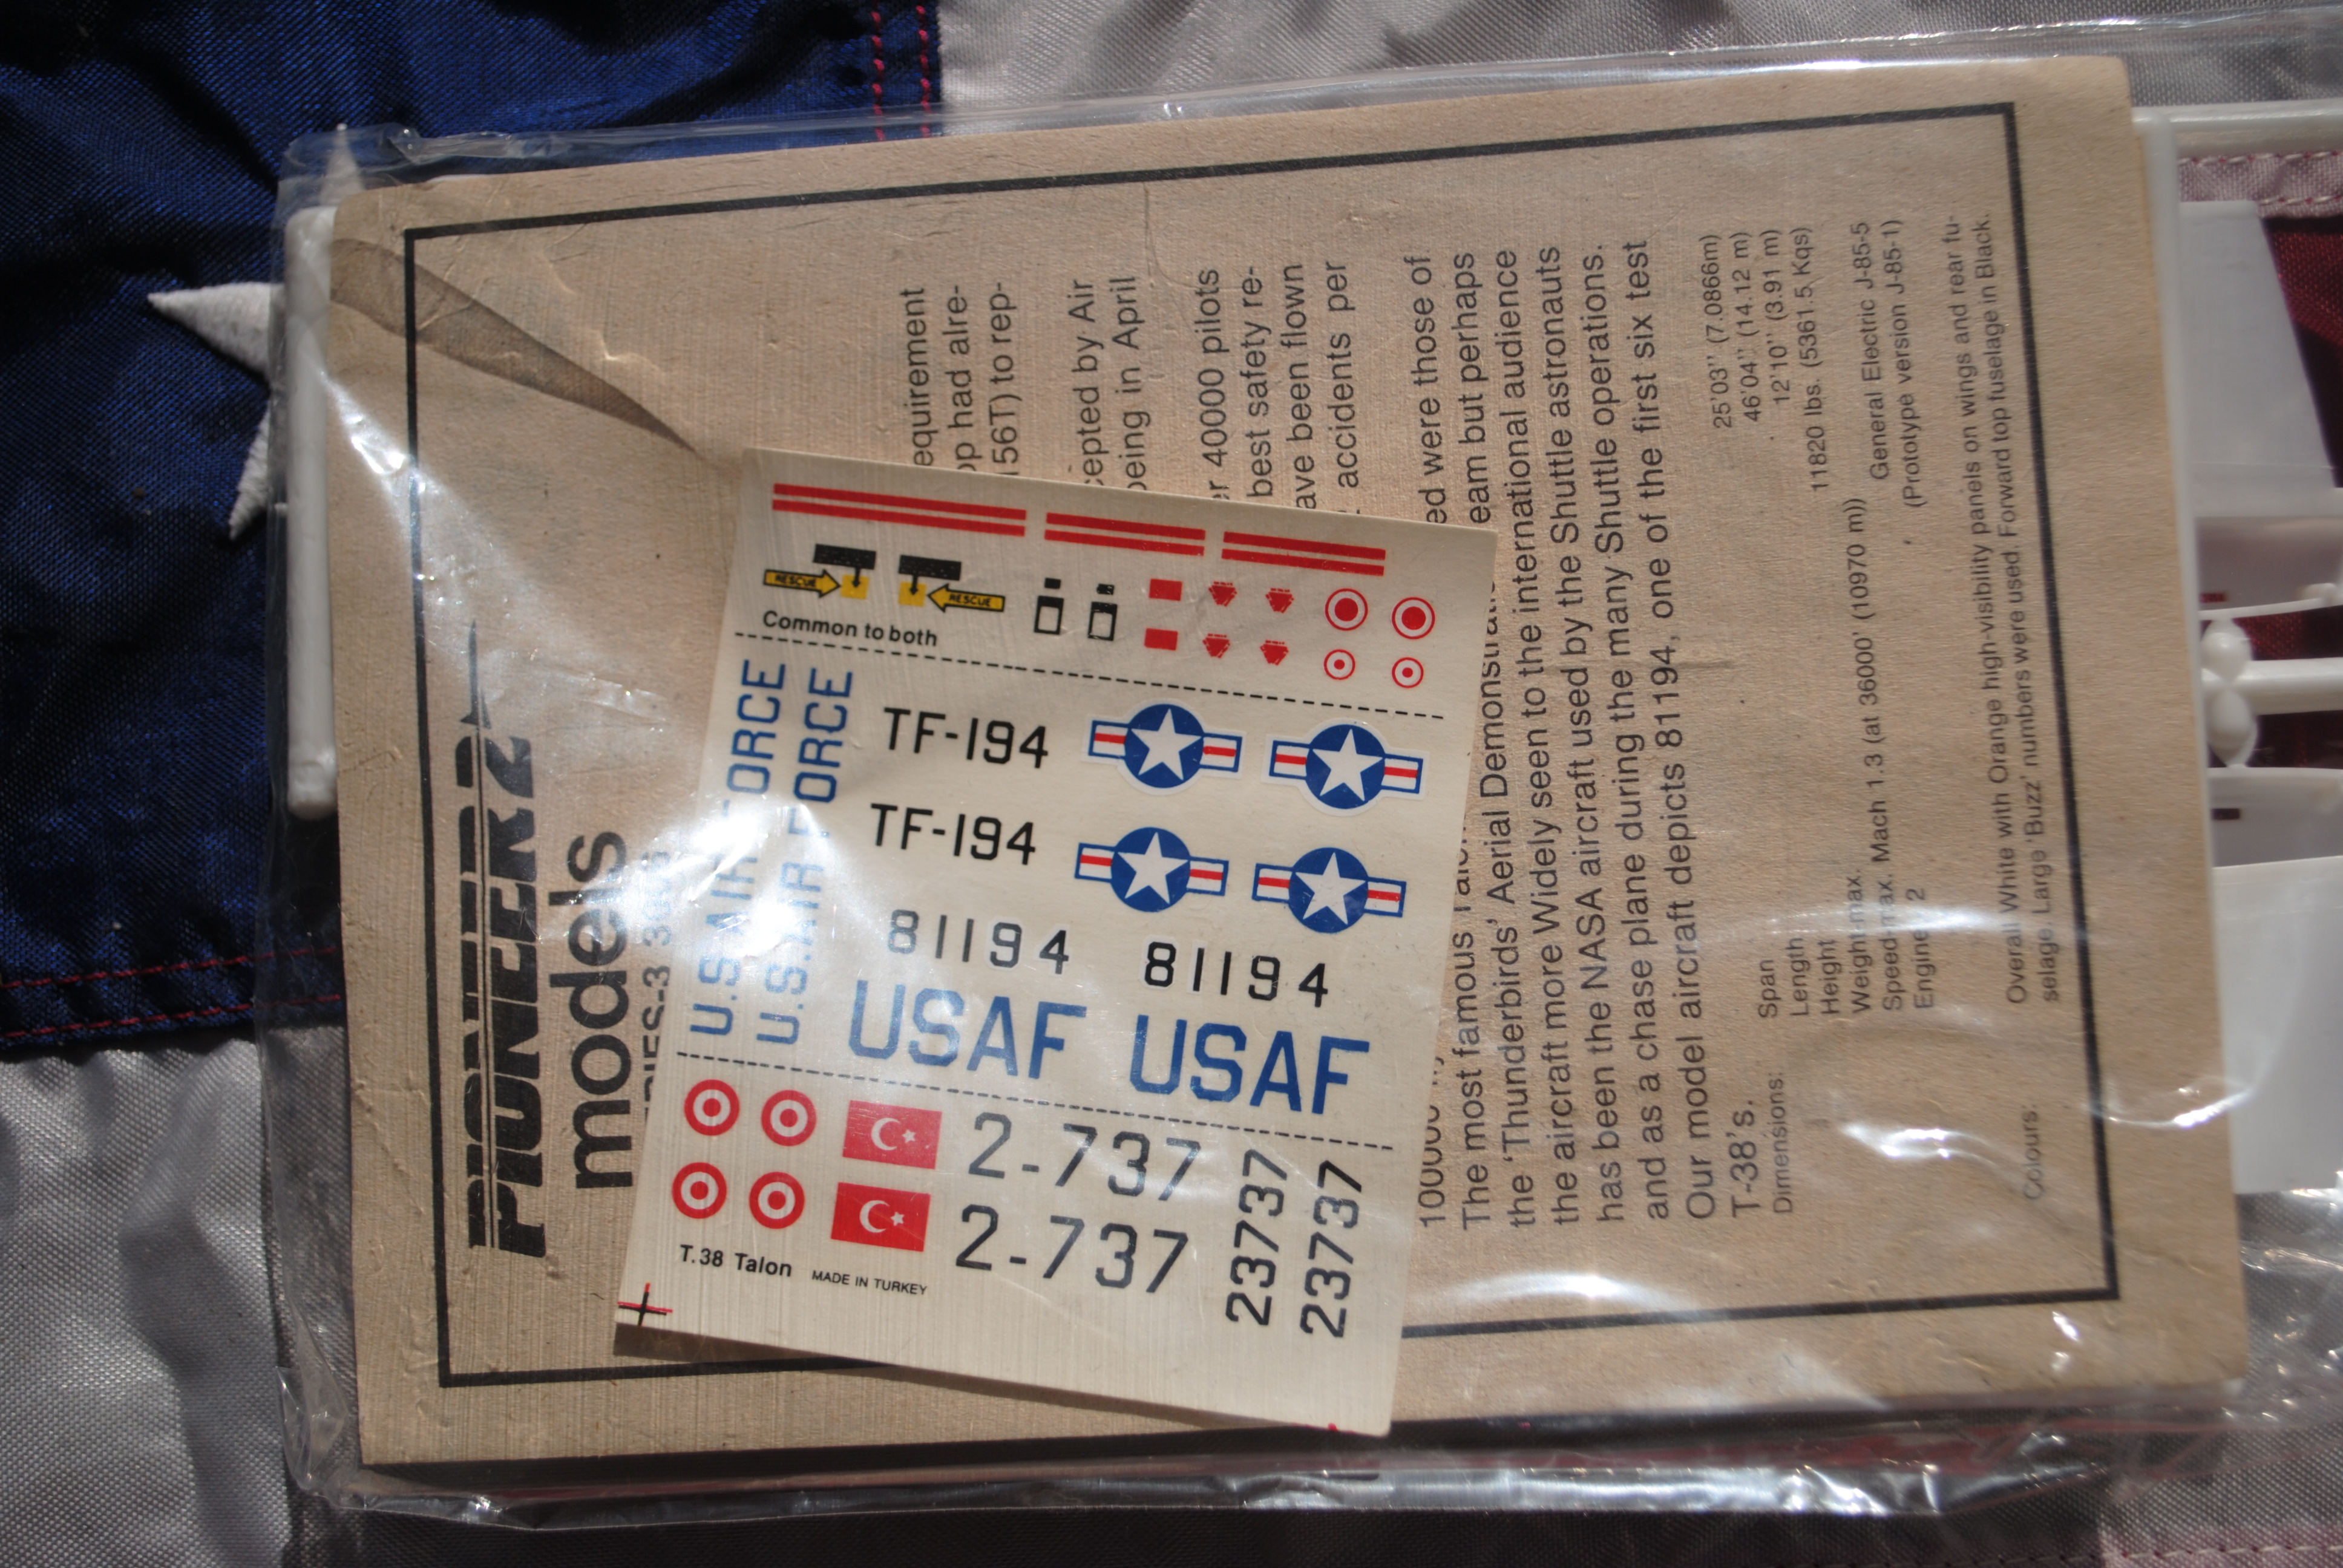 PIONEER 2
models
equirement
op had alre-
156T) to rep-
cepted by Air
being in April
er 40000 pilots
best safety re-
ave been flown
accidents per
ed were those of
The most famous eam but perhaps
the 'Thunderbirds' Aerial Demonstrati
the aircraft more Widely seen to the international audience
has been the NASA aircraft used by the Shuttle astronauts
and as a chase plane during the many Shuttle operations.
Our model aircraft depicts 81194, one of the first six test
T-38's.
Dimensions:
Span 25'03" (7.0866m)
Length 46'04" (14.12 m)
Height 12'10" (3.91 m)
Weight max. 11820 lbs. (5361.5 Kqs)
Speed max. Mach 1.3 (at 36000' (10970 m))
Engine 2 General Electric J-85-5
(Prototype version J-85-1)
Colours: Overall White with Orange high-visibility panels on wings and rear fu-
selage. Large 'Buzz' numbers were used. Forward top fuselage in Black.
RESCUE
RESCUE
Common to both
U.S. AIR FORCE
U.S. AIR FORCE
TF-194
TF-194
81194
81194
USAF
USAF
2-737
2-737
23737
23737
T.38 Talon
MADE IN TURKEY